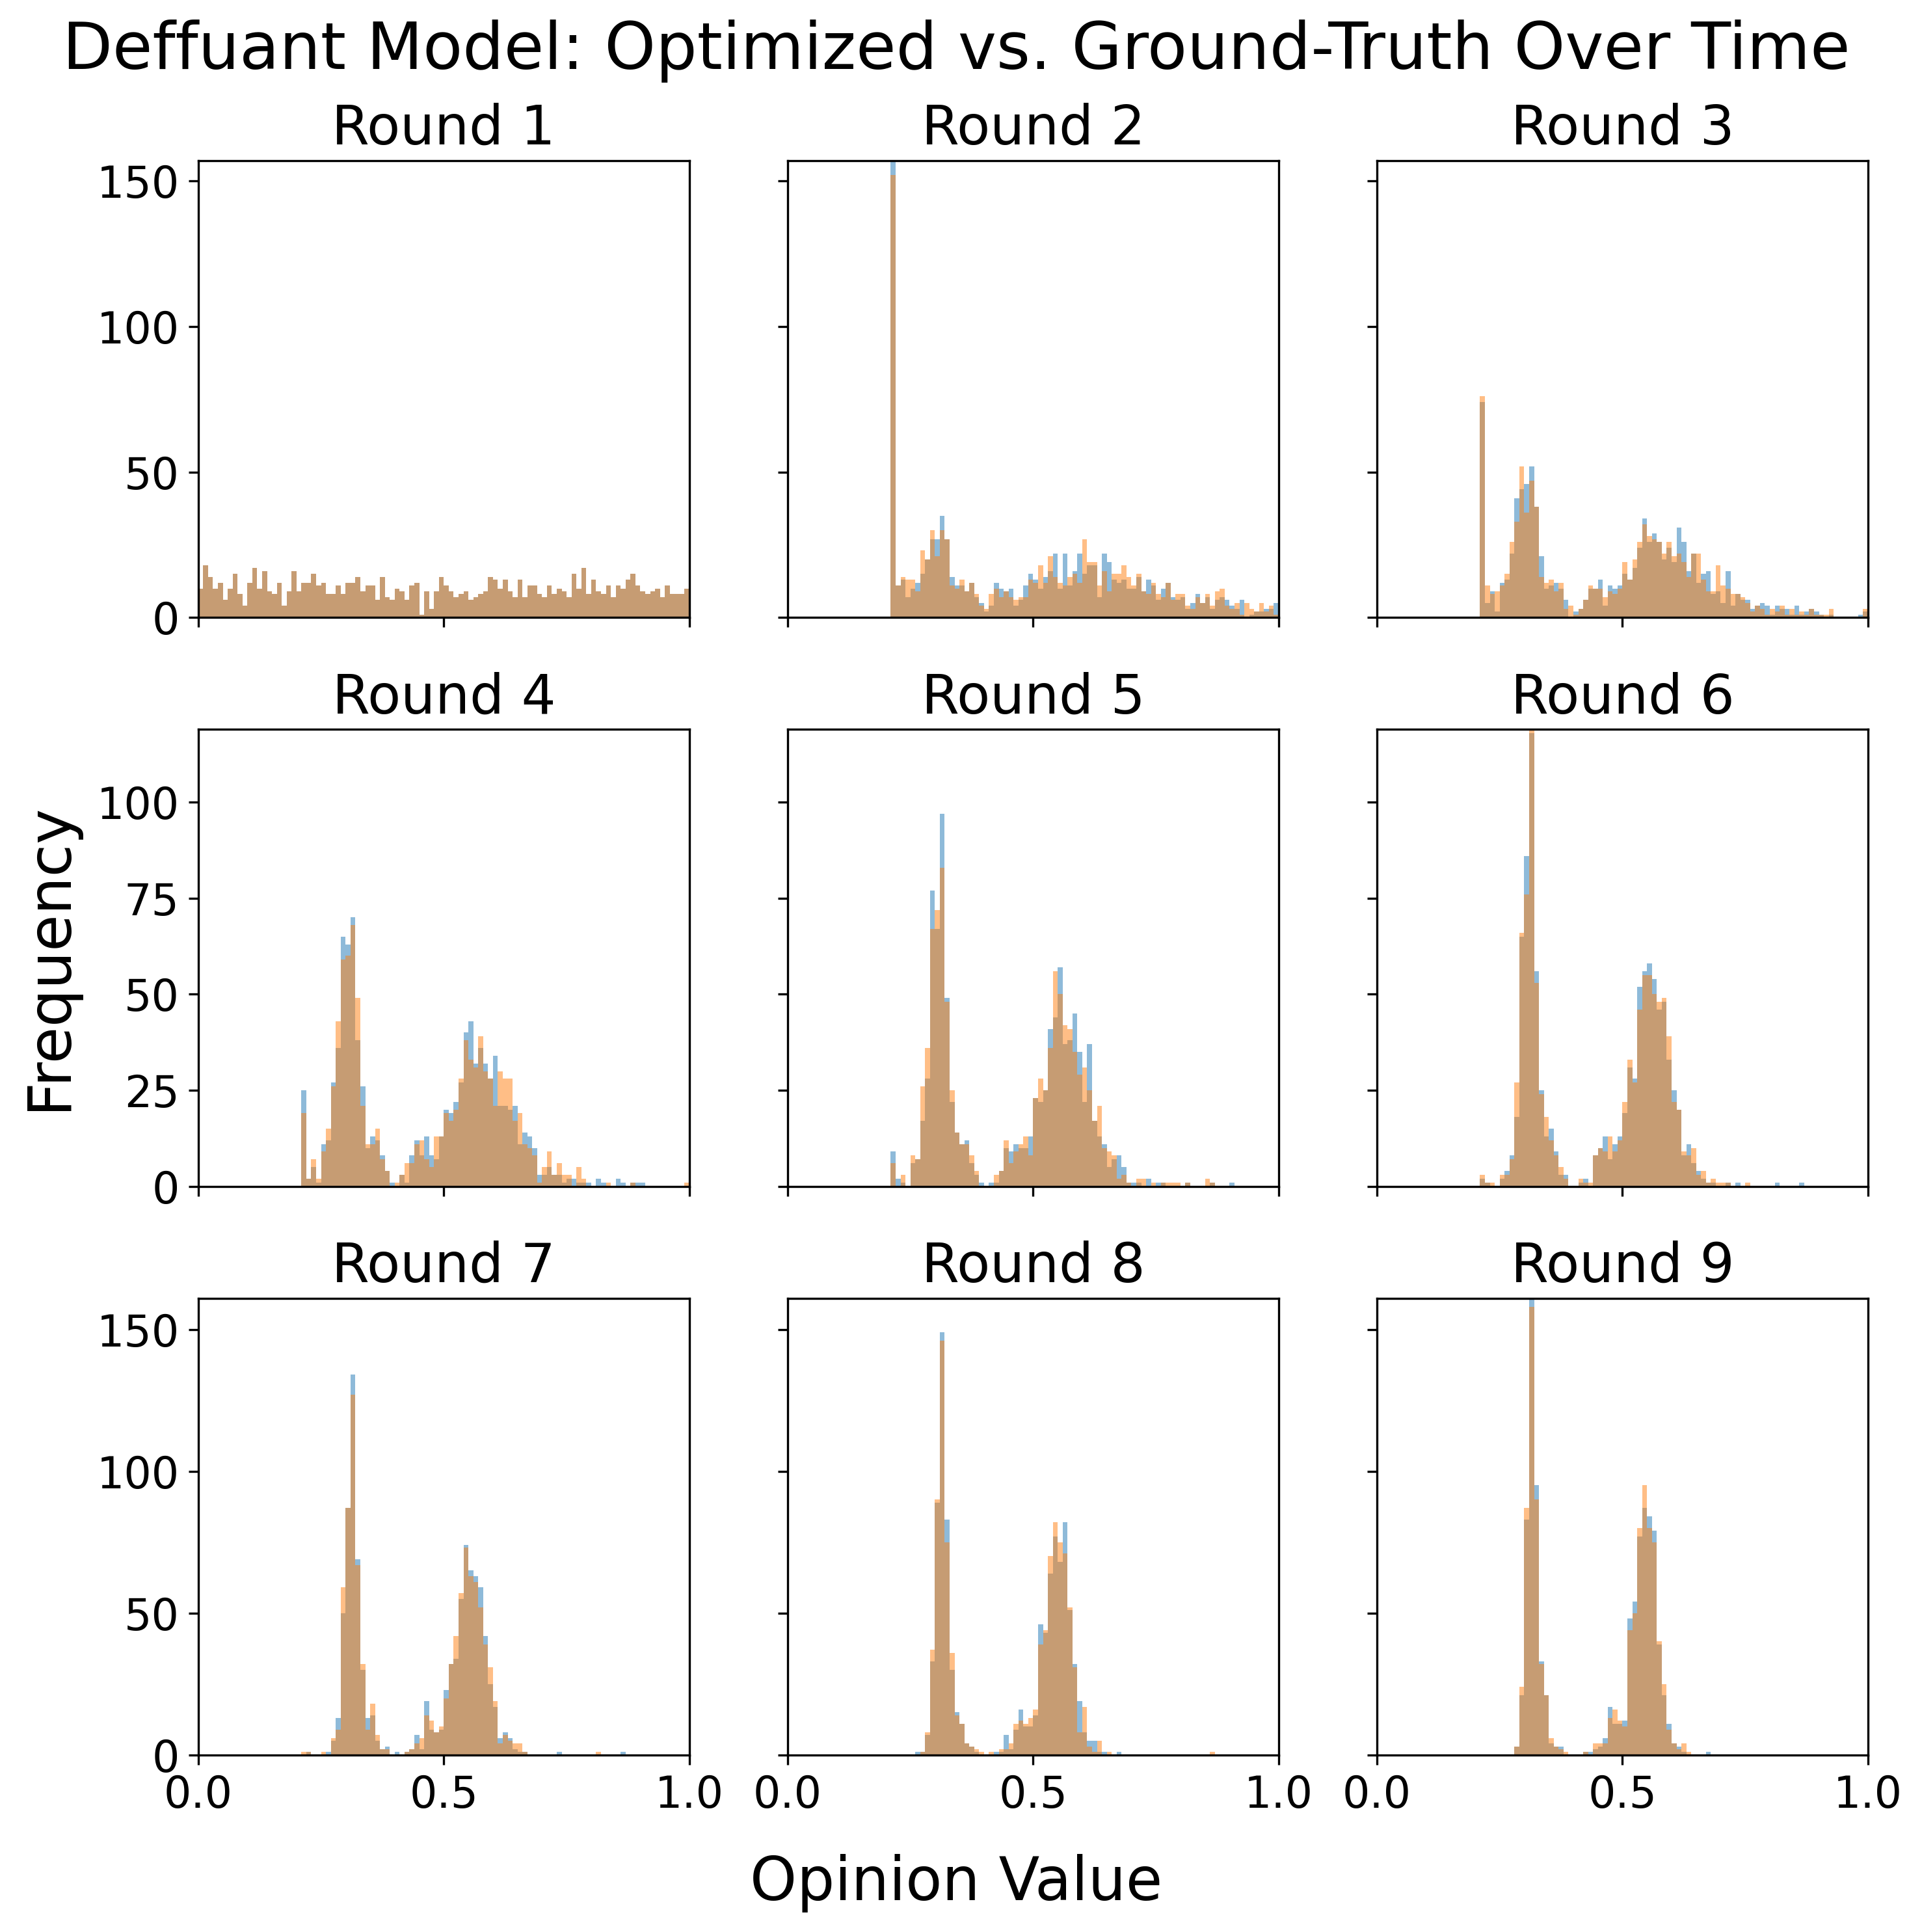 Deffuant Model: Optimized vs. Ground-Truth Over Time
Round 1
Round 2
Round 3
150
100
50
0
Round 4
Round 5
Round 6
100
75
50
25
0
Frequency
Round 7
Round 8
Round 9
150
100
50
0
0.0 0.5 1.0 0.0 0.5 1.0 0.0 0.5 1.0
Opinion Value